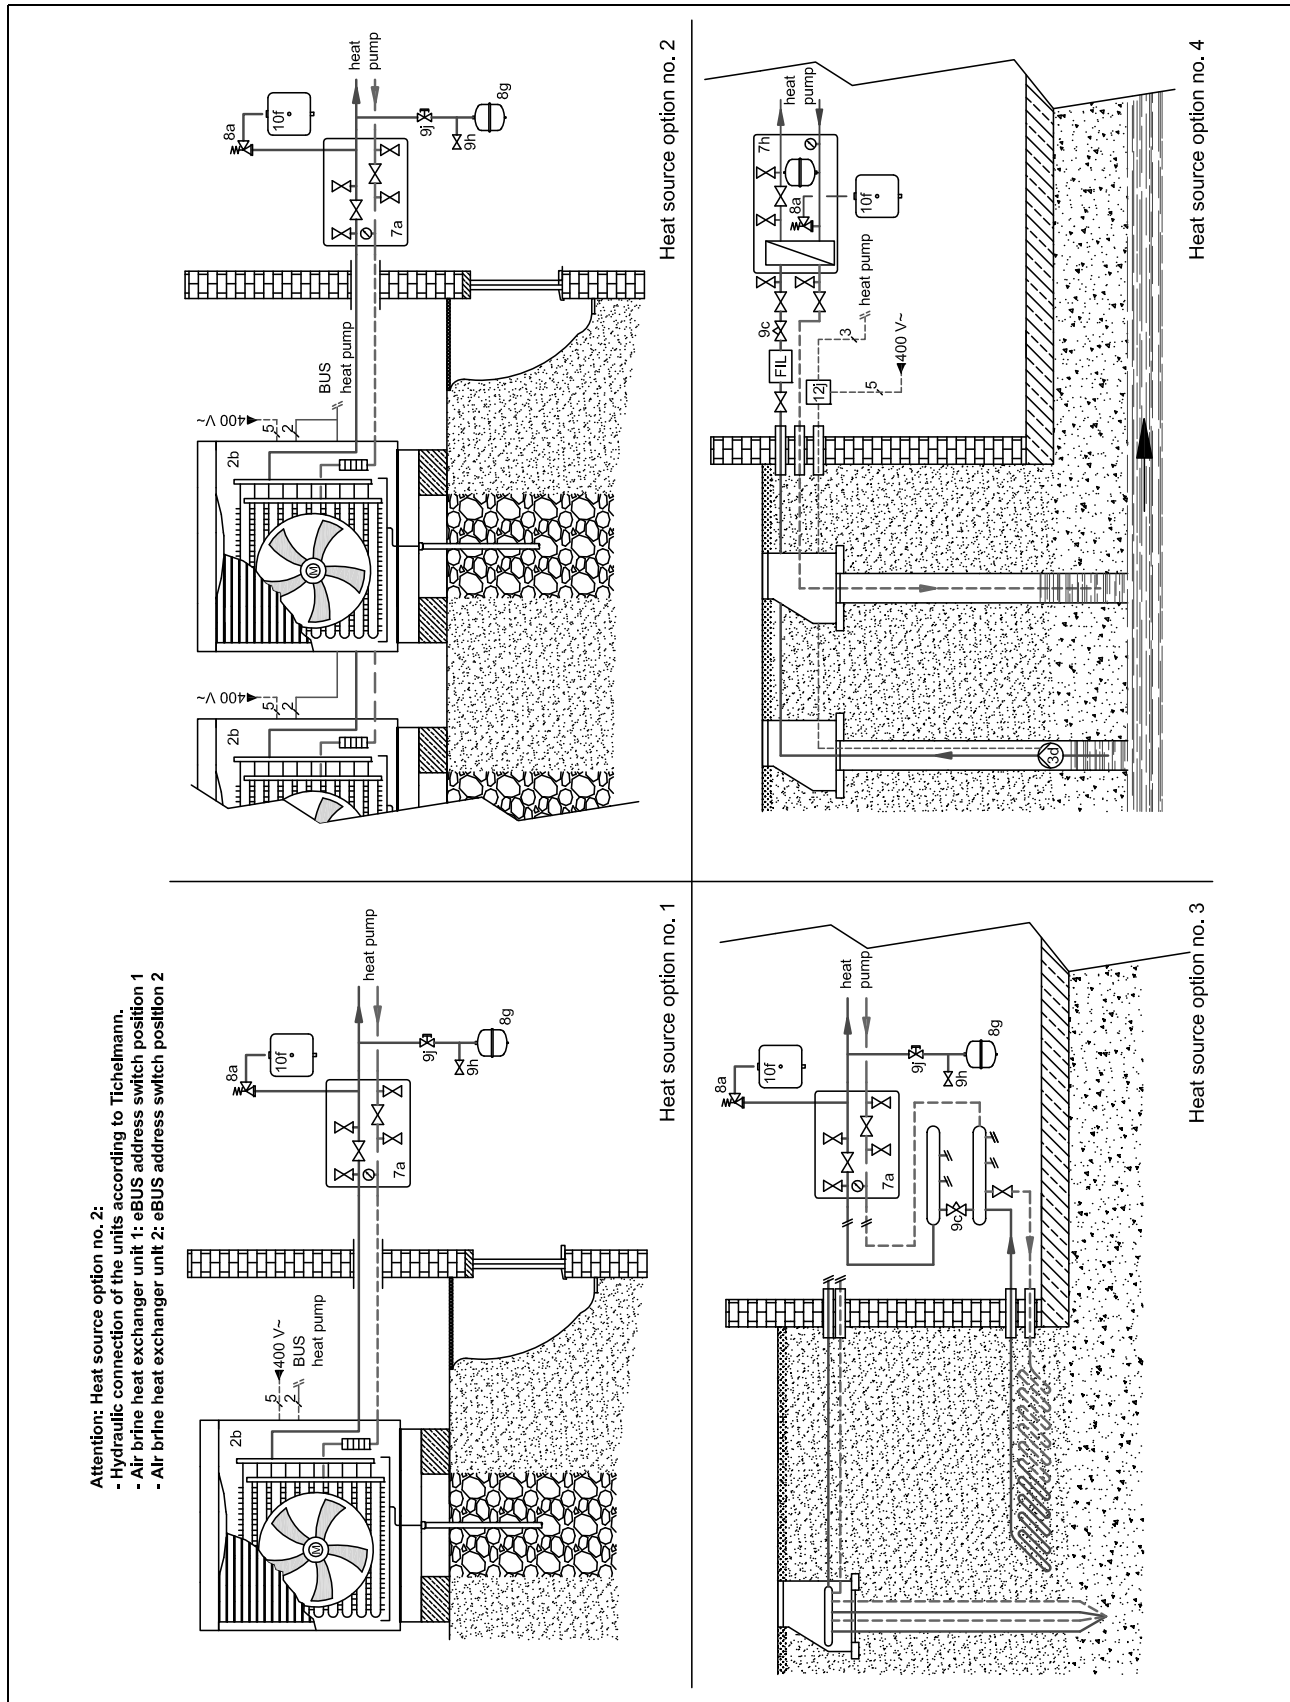 Attention: Heat source option no. 2:
- Hydraulic connection of the units according to Tichelmann.
- Air brine heat exchanger unit 1: eBUS address switch position 1
- Air brine heat exchanger unit 2: eBUS address switch position 2
2b
M
5
400 V~
2
BUS
heat pump
8a
10f
7a
heat pump
9j
9h
8g
Heat source option no. 1
2b
5
400 V~
2
2b
M
5
400 V~
2
BUS
heat pump
8a
10f
7a
heat
pump
9j
9h
8g
Heat source option no. 2
8a
10f
7a
heat
pump
9j
9h
8g
9c
Heat source option no. 3
3d
FIL
9c
12j
3
heat pump
5
400 V~
7h
8a
10f
heat
pump
Heat source option no. 4